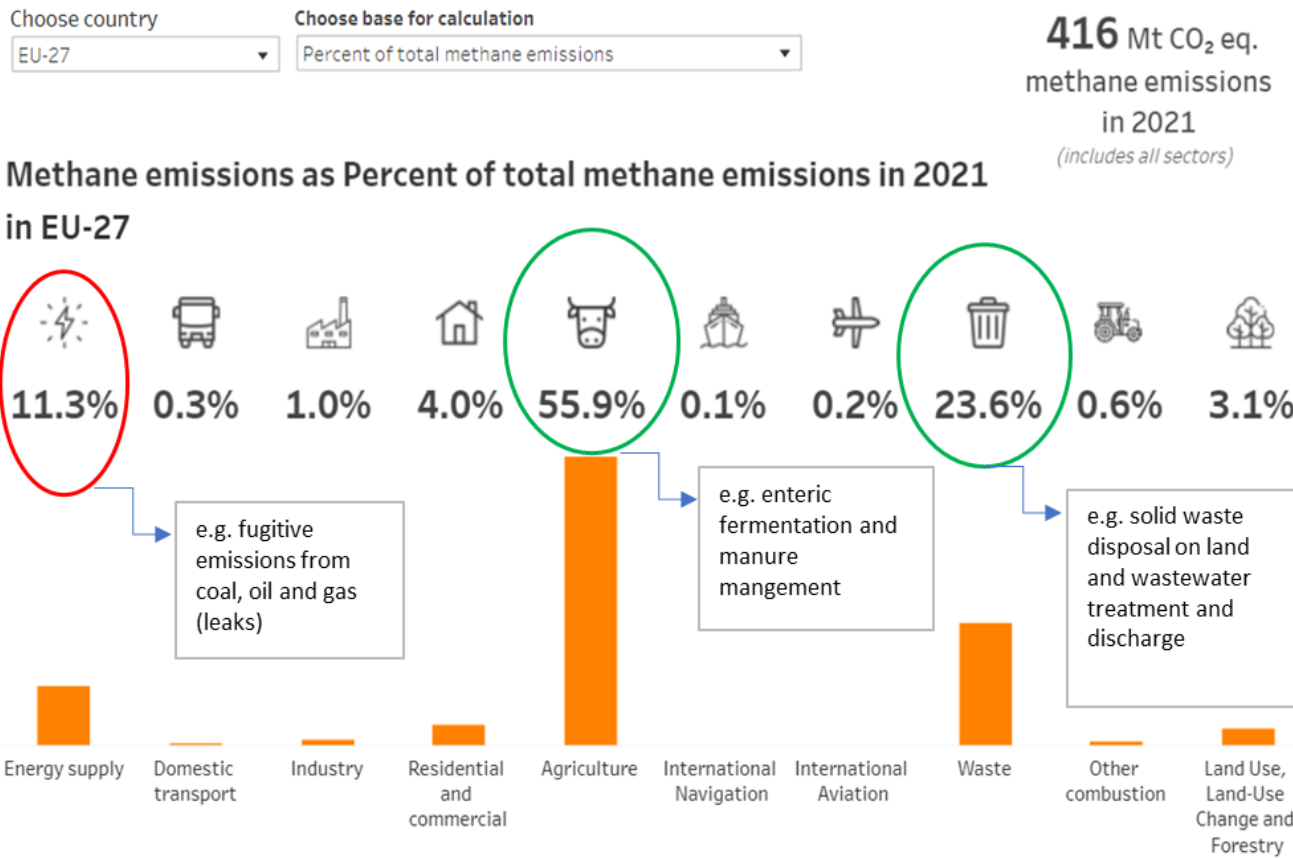 Choose country
Choose base for calculation
EU-27
Percent of total methane emissions
416 Mt CO₂ eq.
methane emissions
in 2021
(includes all sectors)
Methane emissions as Percent of total methane emissions in 2021
in EU-27
11.3% 0.3% 1.0% 4.0% 55.9% 0.1% 0.2% 23.6% 0.6% 3.1%
e.g. fugitive
emissions from
coal, oil and gas
(leaks)
e.g. enteric
fermentation and
manure
mangement
e.g. solid waste
disposal on land
and wastewater
treatment and
discharge
Energy supply
Domestic
transport
Industry
Residential
and
commercial
Agriculture
International
Navigation
International
Aviation
Waste
Other
combustion
Land Use,
Land-Use
Change and
Forestry